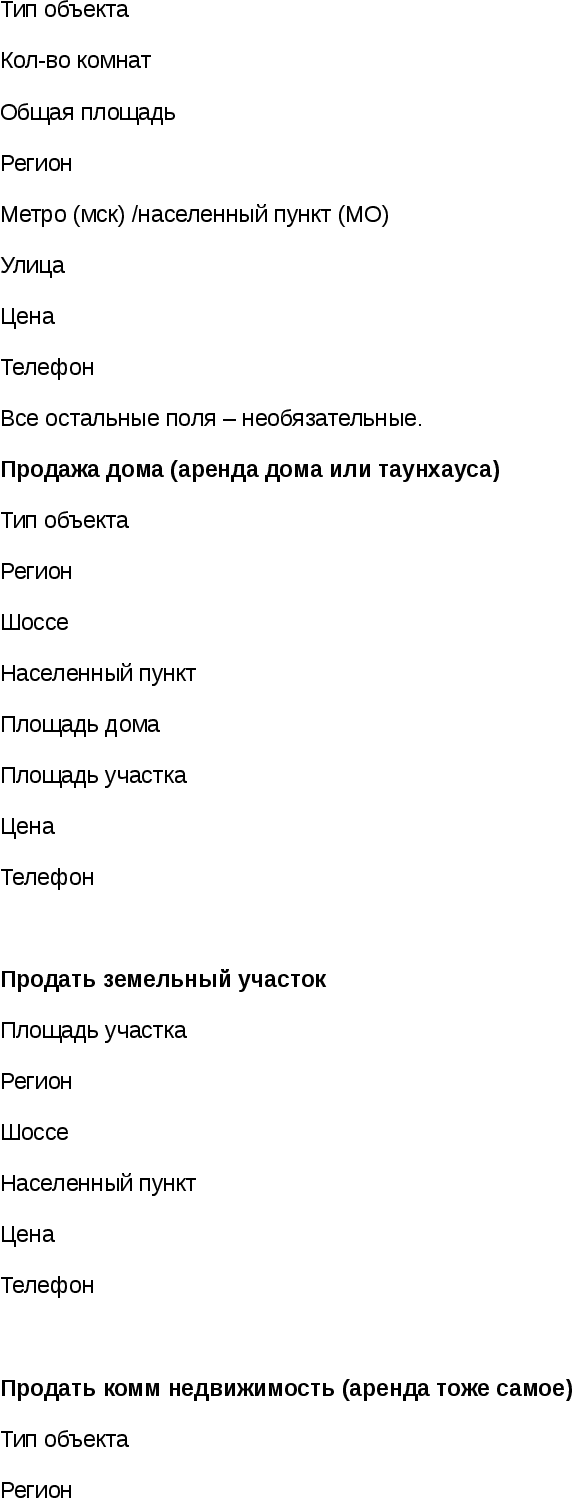 Тип объекта
Кол-во комнат
Общая площадь
Регион
Метро (мск) /населенный пункт (МО)
Улица
Цена
Телефон
Все остальные поля – необязательные.
Продажа дома (аренда дома или таунхауса)
Тип объекта
Регион
Шоссе
Населенный пункт
Площадь дома
Площадь участка
Цена
Телефон
Продать земельный участок
Площадь участка
Регион
Шоссе
Населенный пункт
Цена
Телефон
Продать комм недвижимость (аренда тоже самое)
Тип объекта
Регион